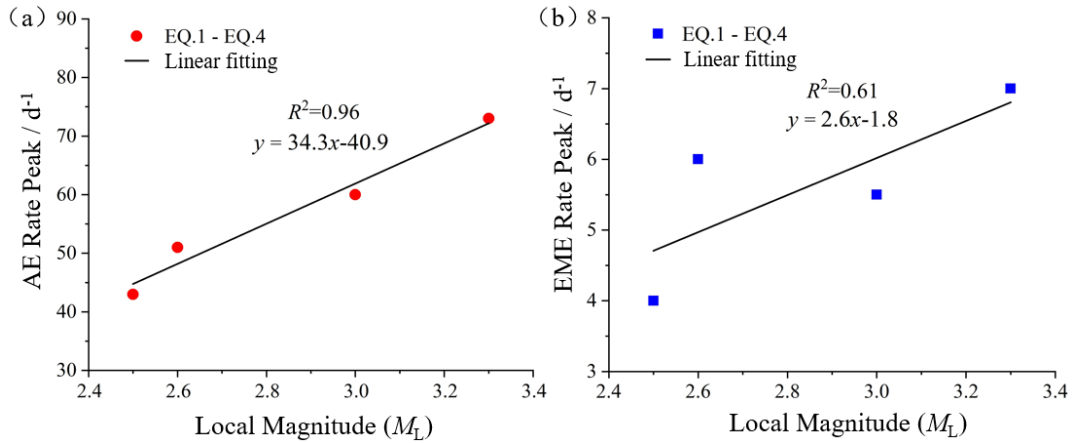 (a)
90
80
70
60
50
40
30
AE Rate Peak / d⁻¹
EQ.1 - EQ.4
Linear fitting
R²=0.96
y = 34.3x-40.9
2.4 2.6 2.8 3.0 3.2 3.4
Local Magnitude (M_L)
(b)
8
7
6
5
4
3
EME Rate Peak / d⁻¹
EQ.1 - EQ.4
Linear fitting
R²=0.61
y = 2.6x-1.8
2.4 2.6 2.8 3.0 3.2 3.4
Local Magnitude (M_L)